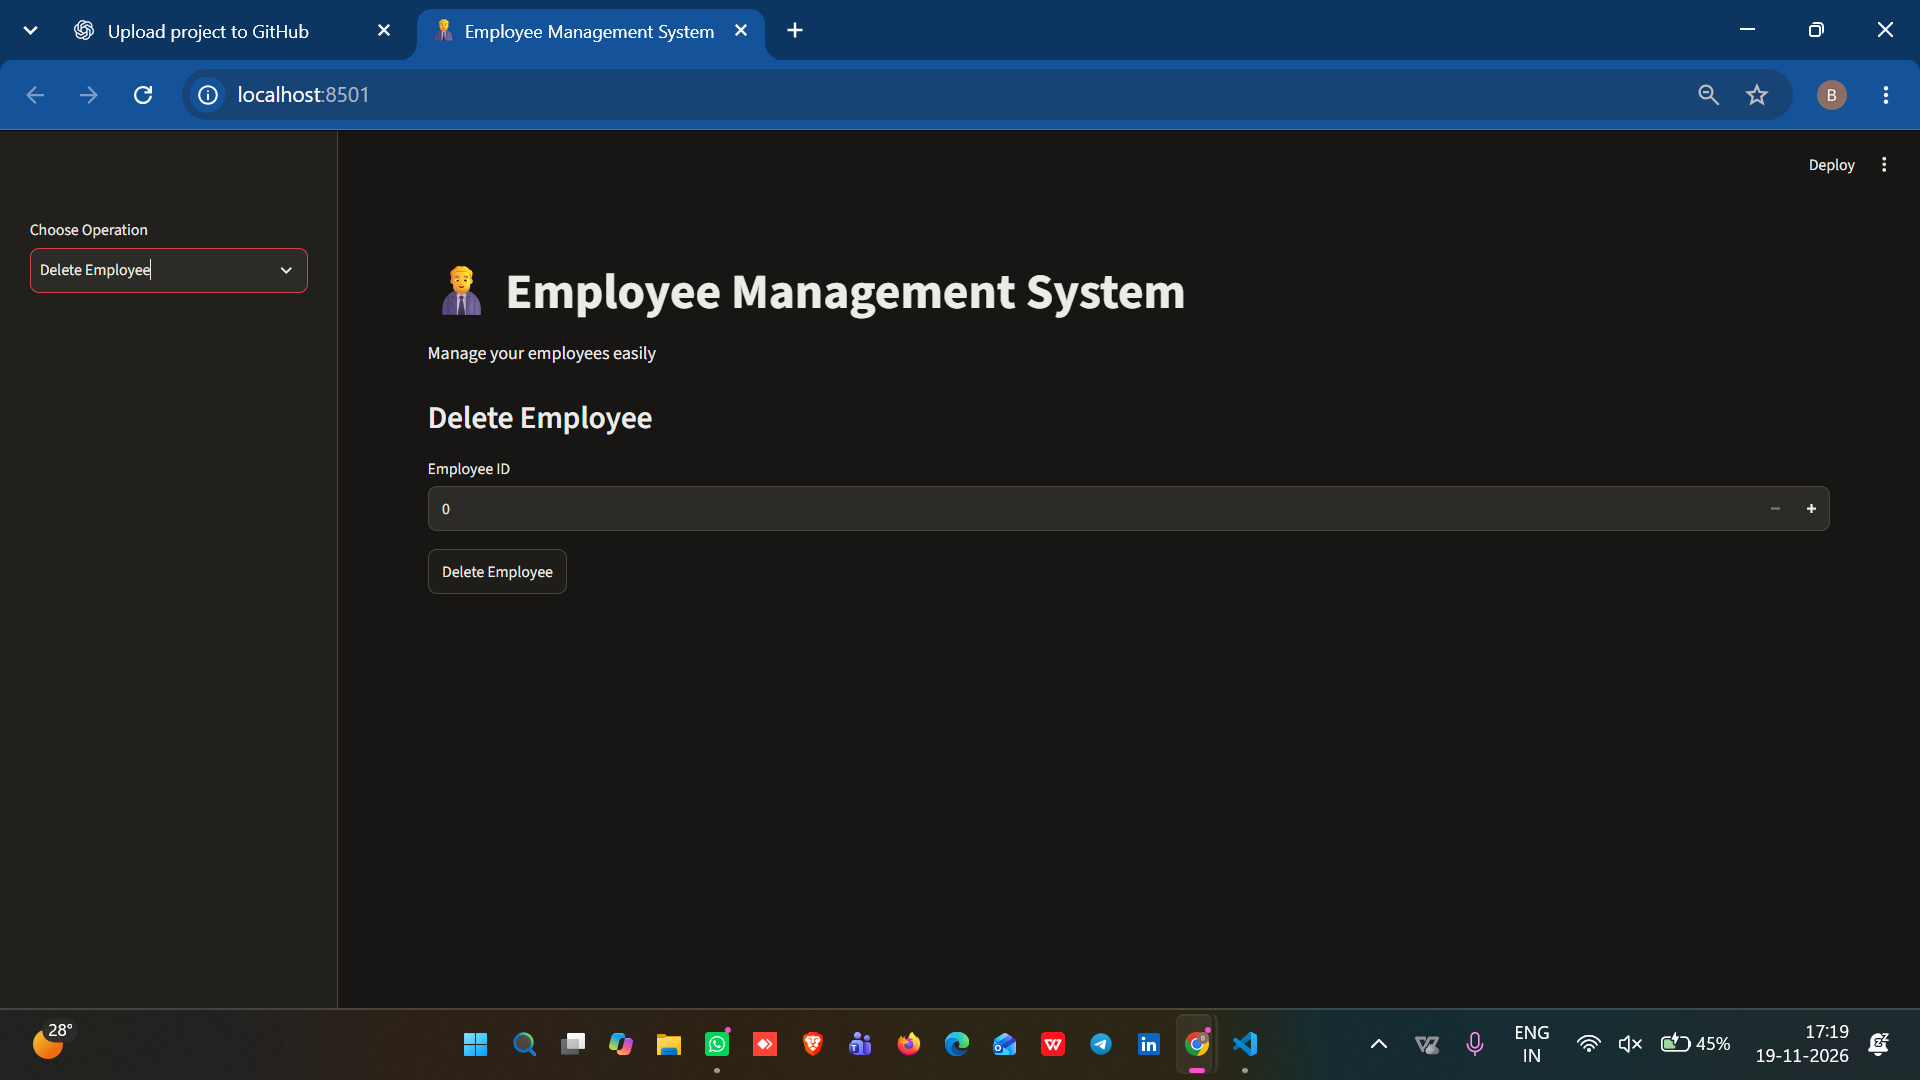 Upload project to GitHub
Employee Management System
localhost:8501
B
Deploy
Choose Operation
Delete Employee
Employee Management System
Manage your employees easily
Delete Employee
Employee ID
0
Delete Employee
28°
ENG
IN
45%
17:19
19-11-2026